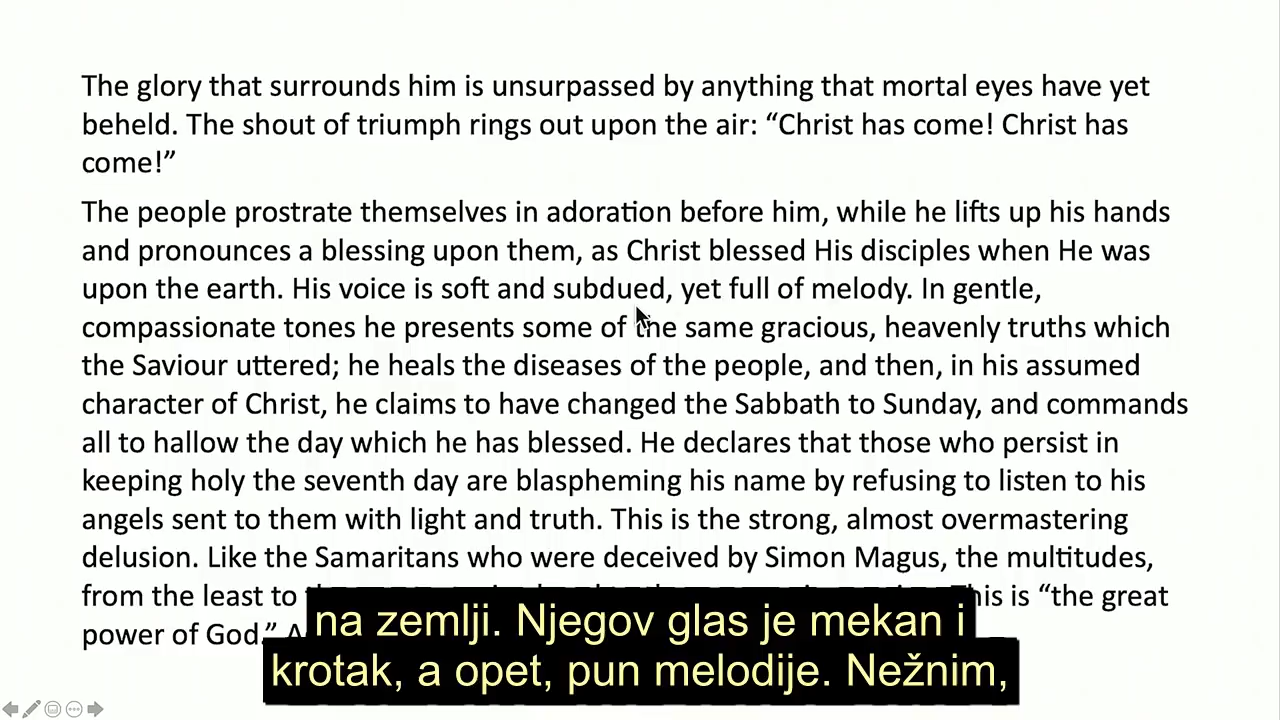 The glory that surrounds him is unsurpassed by anything that mortal eyes have yet
beheld. The shout of triumph rings out upon the air: “Christ has come! Christ has
come!”
The people prostrate themselves in adoration before him, while he lifts up his hands
and pronounces a blessing upon them, as Christ blessed His disciples when He was
upon the earth. His voice is soft and subdued, yet full of melody. In gentle,
compassionate tones he presents some of the same gracious, heavenly truths which
the Saviour uttered; he heals the diseases of the people, and then, in his assumed
character of Christ, he claims to have changed the Sabbath to Sunday, and commands
all to hallow the day which he has blessed. He declares that those who persist in
keeping holy the seventh day are blaspheming his name by refusing to listen to his
angels sent to them with light and truth. This is the strong, almost overmastering
delusion. Like the Samaritans who were deceived by Simon Magus, the multitudes,
from the least to is “the great
power of God.”
na zemlji. Njegov glas je mekan i
krotak, a opet, pun melodije. Nežnim,